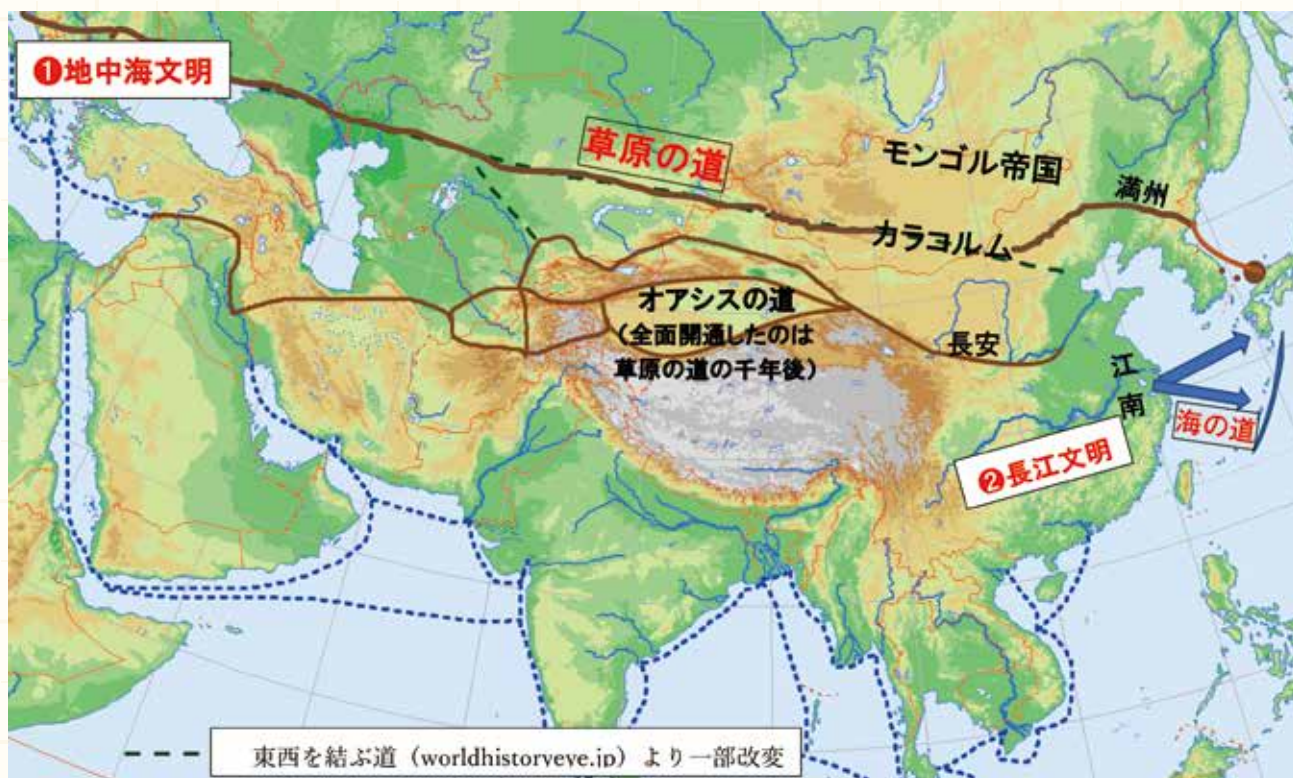 ❶地中海文明
草原の道
モンゴル帝国
満州
カラコルム
オアシスの道
(全面開通したのは
草原の道の千年後)
長安
江
南
海の道
❷長江文明
東西を結ぶ道 (worldhistoryeye.jp) より一部改変